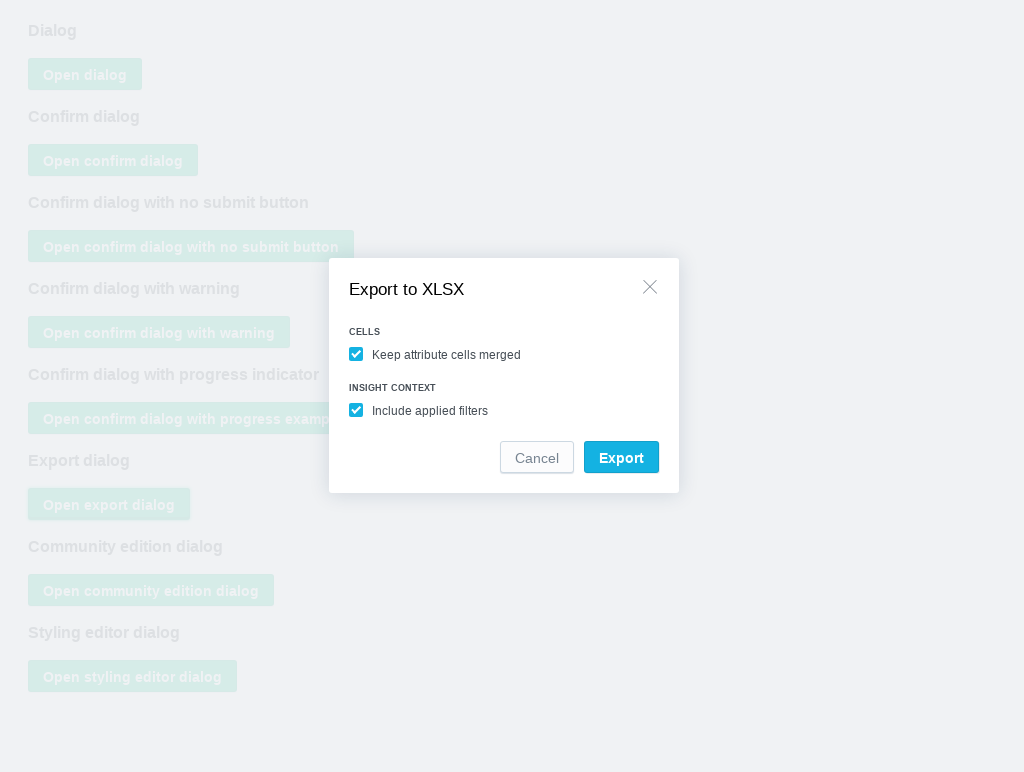 Dialog
Open dialog
Confirm dialog
Open confirm dialog
Confirm dialog with no submit button
Open confirm dialog with no submit button
Confirm dialog with warning
Open confirm dialog with warning
Confirm dialog with progress indicator
Open confirm dialog with progress
Export dialog
Open export dialog
Community edition dialog
Open community edition dialog
Styling editor dialog
Open styling editor dialog
Export to XLSX
CELLS
Keep attribute cells merged
INSIGHT CONTEXT
Include applied filters
Cancel
Export